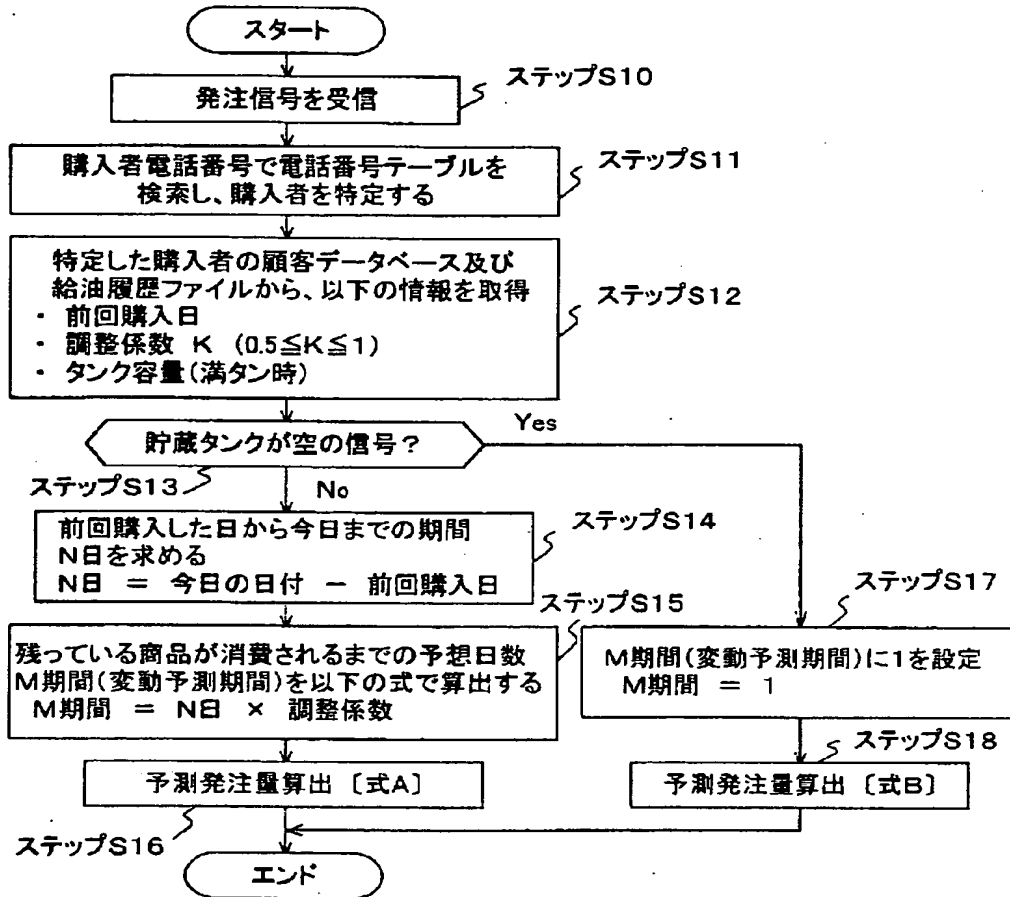 スタート
発注信号を受信
ステップS10
購入者電話番号で電話番号テーブルを
検索し、購入者を特定する
ステップS11
特定した購入者の顧客データベース及び
給油履歴ファイルから、以下の情報を取得
・ 前回購入日
・ 調整係数 K (0.5≦K≦1)
・ タンク容量(満タン時)
ステップS12
貯蔵タンクが空の信号?
Yes
ステップS13
No
前回購入した日から今日までの期間
N日を求める
N日 = 今日の日付 - 前回購入日
ステップS14
残っている商品が消費されるまでの予想日数
M期間(変動予測期間)を以下の式で算出する
M期間 = N日 × 調整係数
ステップS15
M期間(変動予測期間)に1を設定
M期間 = 1
ステップS17
予測発注量算出 〔式A〕
ステップS16
予測発注量算出 〔式B〕
ステップS18
エンド